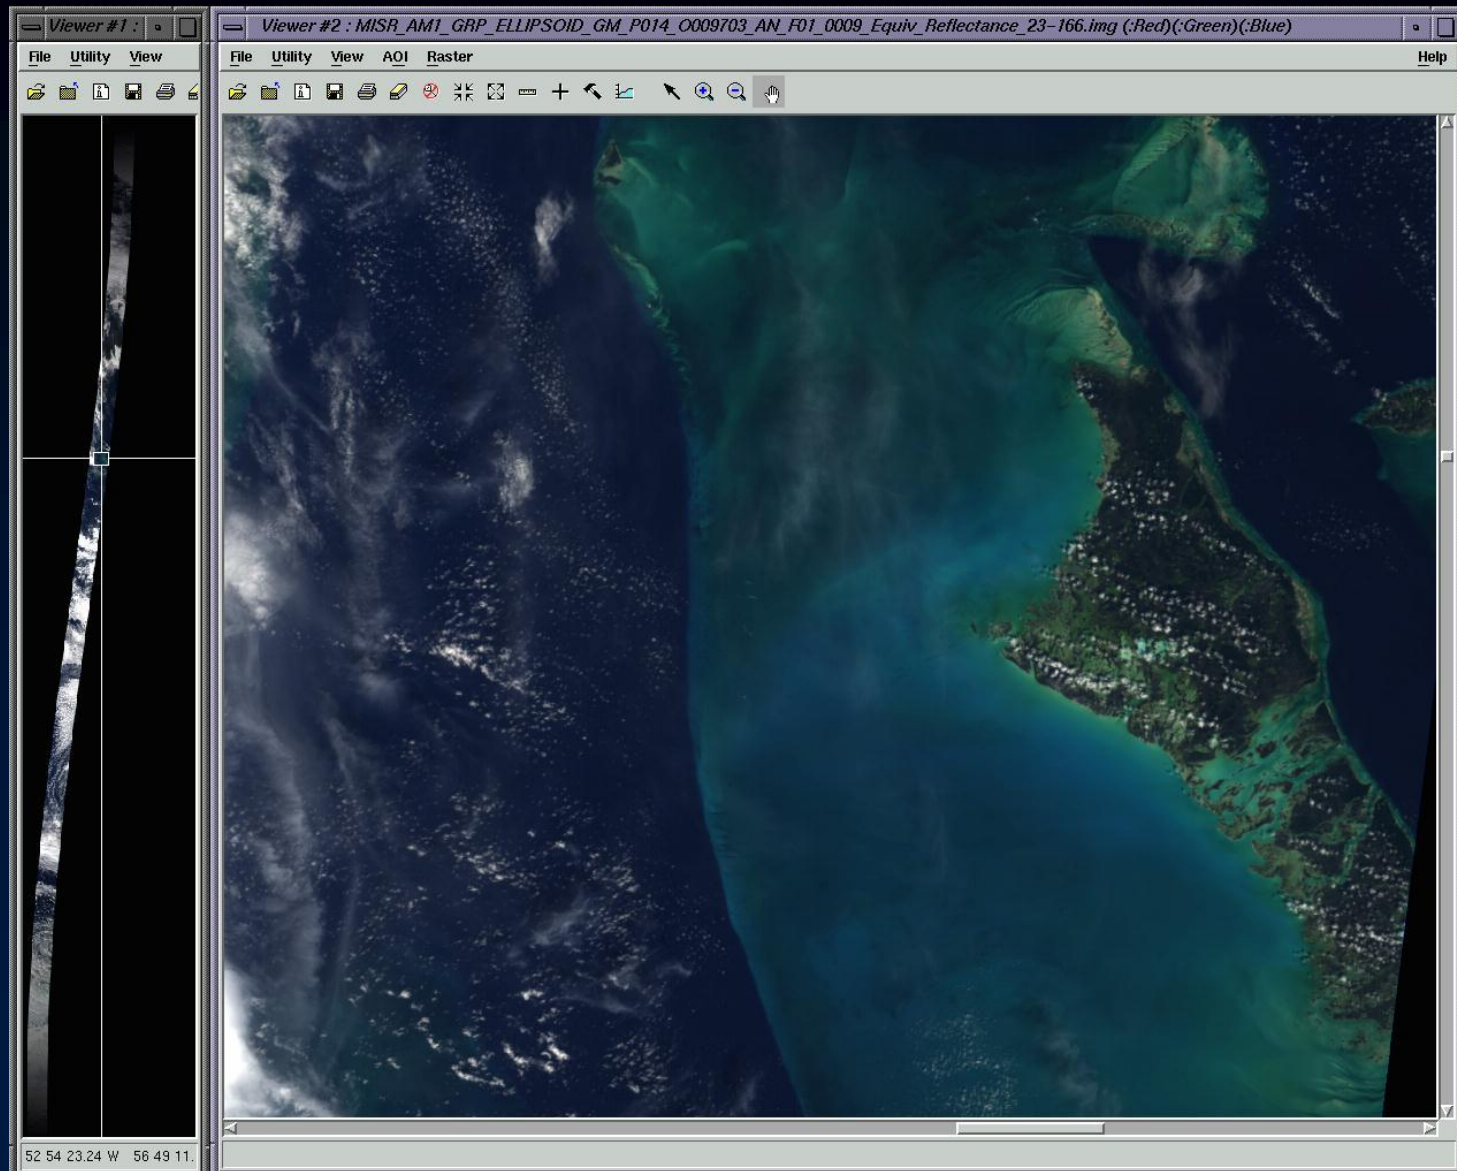 Viewer #1 :
File Utility View
52 54 23.24 W 56 49 11.
Viewer #2 : MISR_AM1_GRP_ELLIPSOID_GM_P014_O009703_AN_F01_0009_Equiv_Reflectance_23-166.img (:Red)(:Green)(:Blue)
File Utility View AOI Raster Help